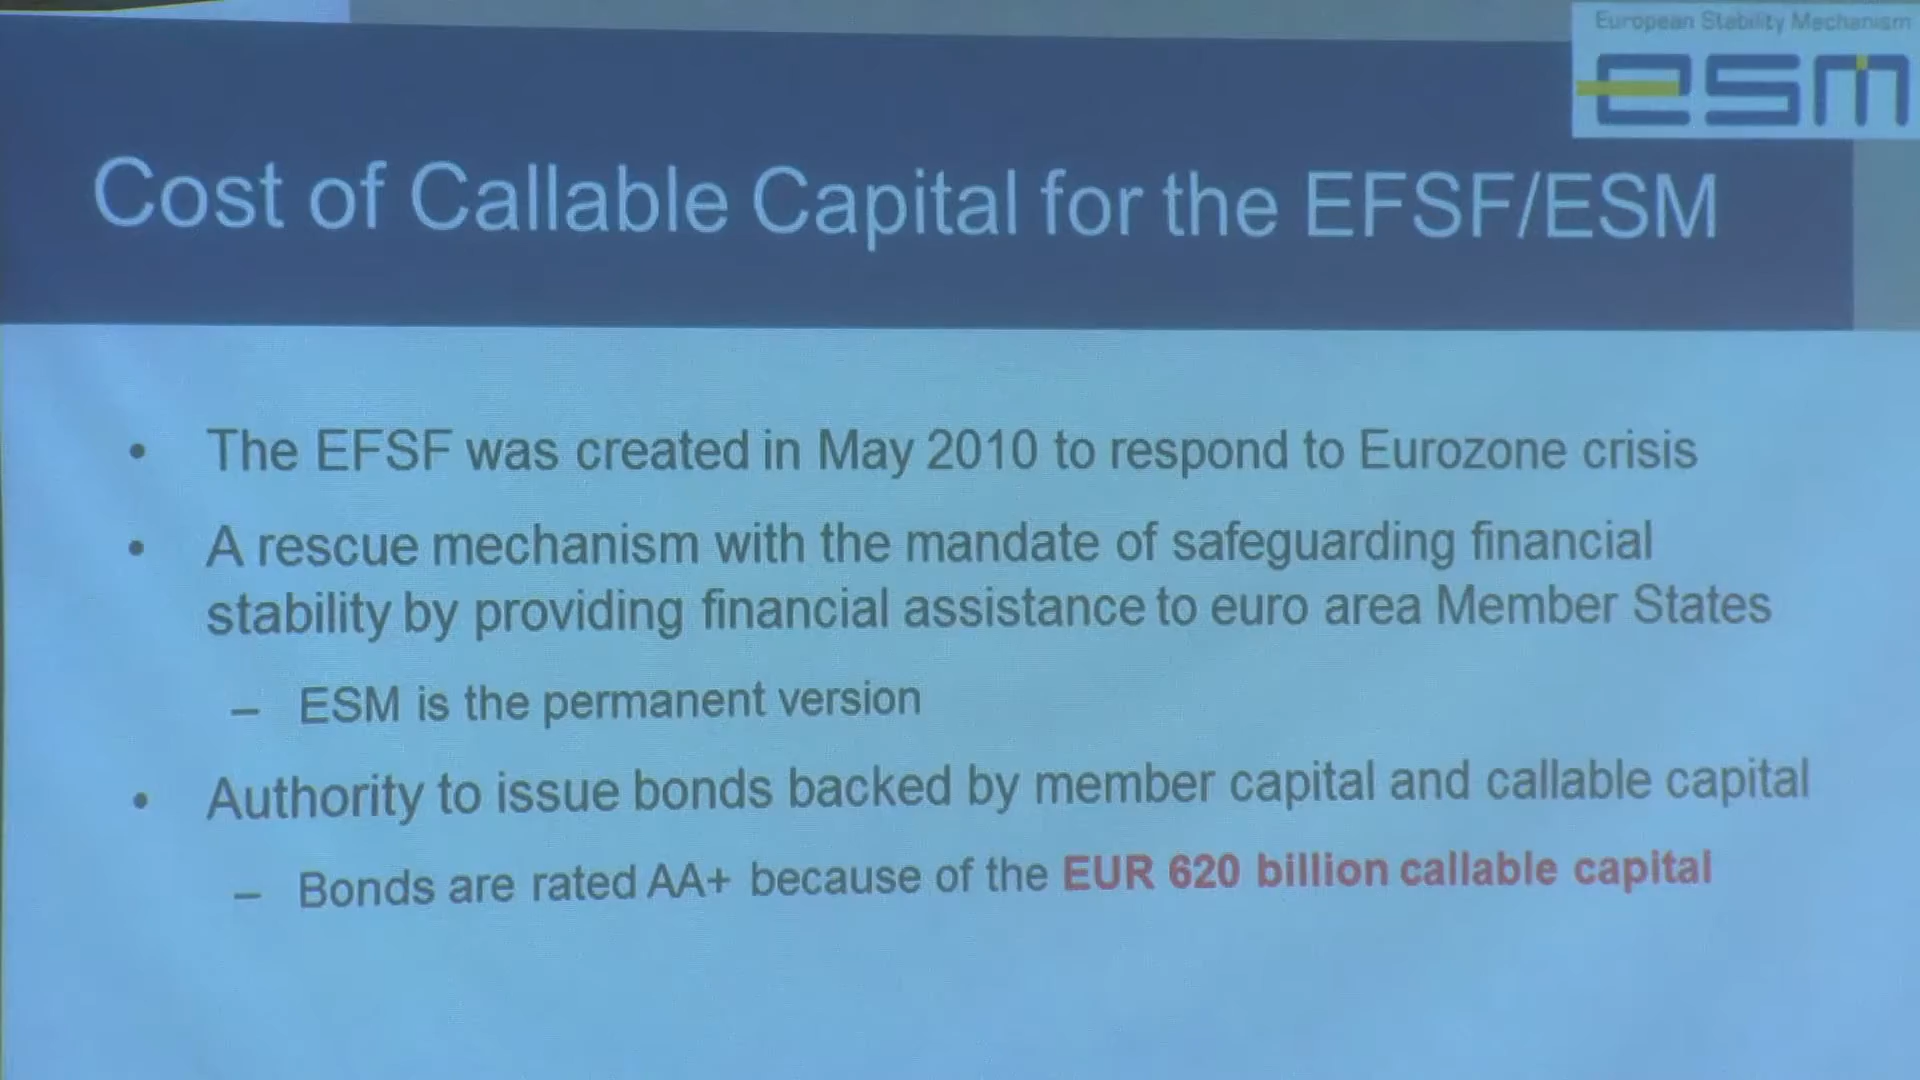 European Stability Mechanism
esm
Cost of Callable Capital for the EFSF/ESM
• The EFSF was created in May 2010 to respond to Eurozone crisis
• A rescue mechanism with the mandate of safeguarding financial
stability by providing financial assistance to euro area Member States
– ESM is the permanent version
• Authority to issue bonds backed by member capital and callable capital
– Bonds are rated AA+ because of the EUR 620 billion callable capital